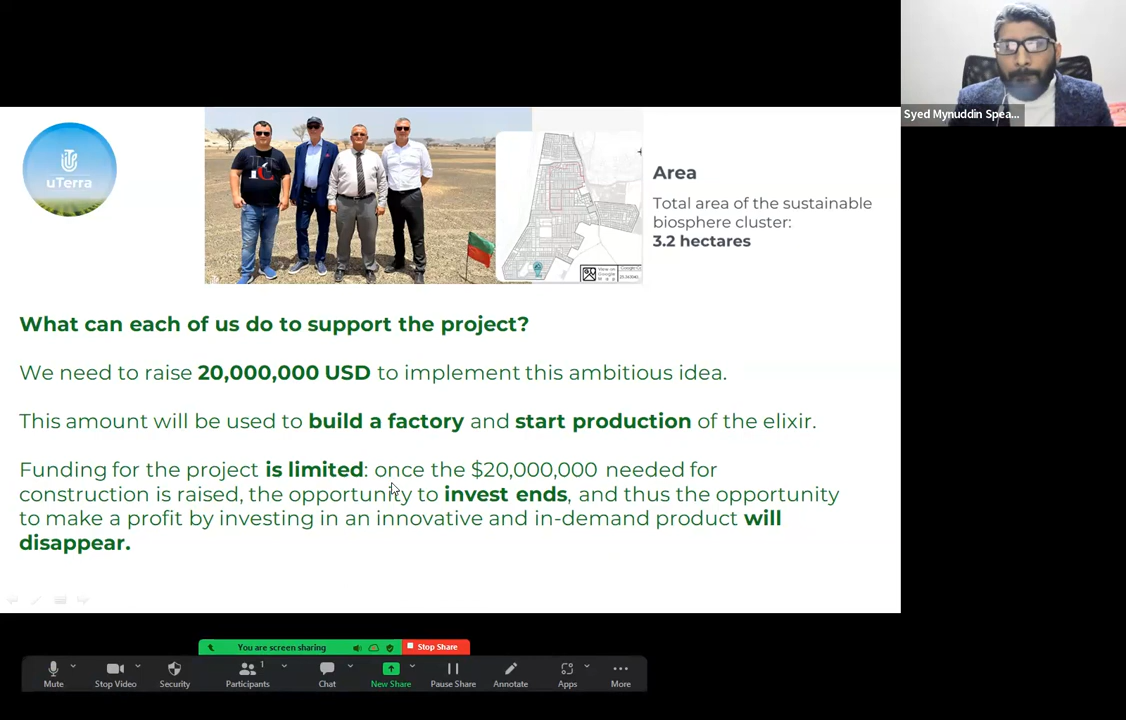 Syed Mynuddin Spea...
uTerra
Area
Total area of the sustainable
biosphere cluster:
3.2 hectares
What can each of us do to support the project?
We need to raise 20,000,000 USD to implement this ambitious idea.
This amount will be used to build a factory and start production of the elixir.
Funding for the project is limited: once the $20,000,000 needed for
construction is raised, the opportunity to invest ends, and thus the opportunity
to make a profit by investing in an innovative and in-demand product will
disappear.
You are screen sharing
Stop Share
1
Mute
Stop Video
Security
Participants
Chat
New Share
Pause Share
Annotate
Apps
More